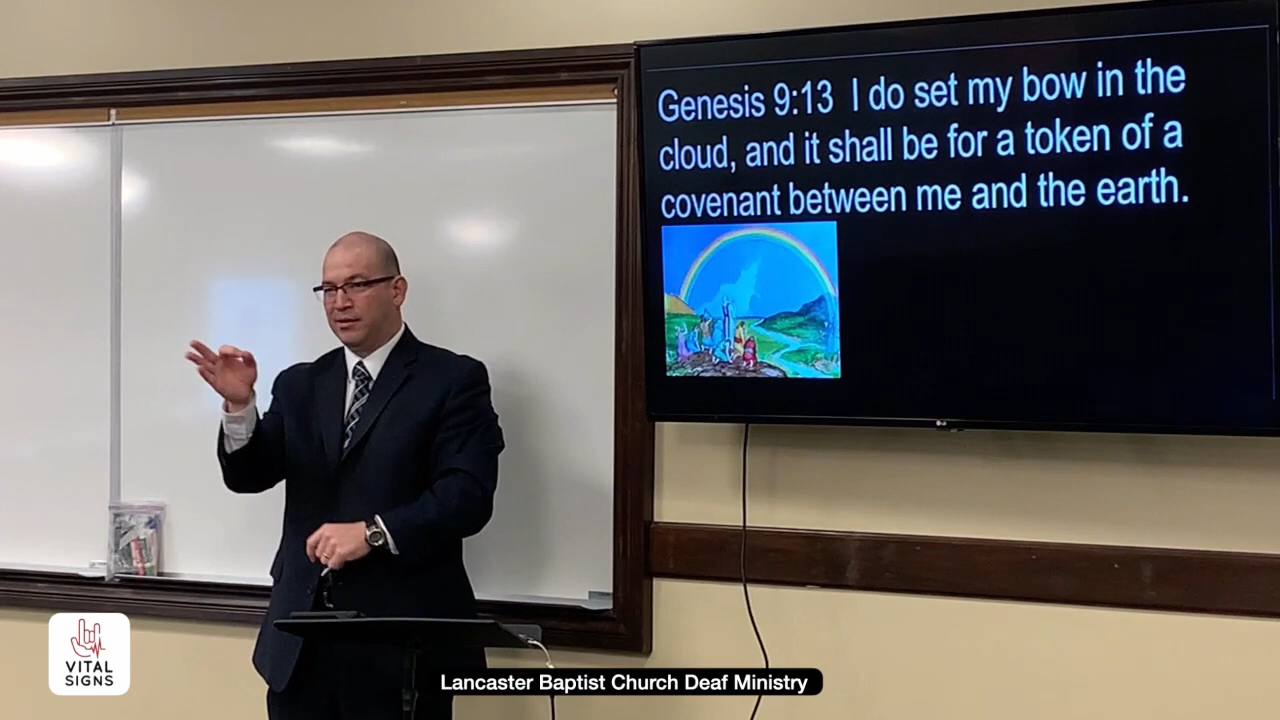 Genesis 9:13  I do set my bow in the
cloud, and it shall be for a token of a
covenant between me and the earth.
LG
VITAL
SIGNS
Lancaster Baptist Church Deaf Ministry